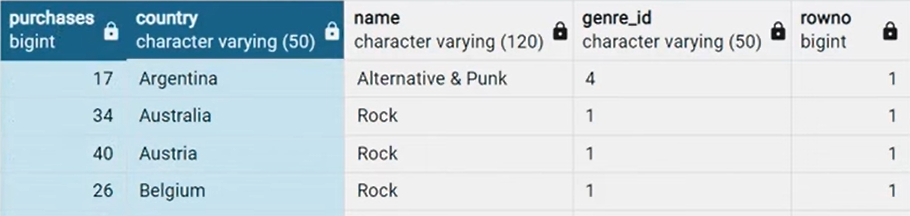 purchases country name genre_id rowno
bigint character varying (50) character varying (120) character varying (50) bigint
17 Argentina Alternative & Punk 4 1
34 Australia Rock 1 1
40 Austria Rock 1 1
26 Belgium Rock 1 1